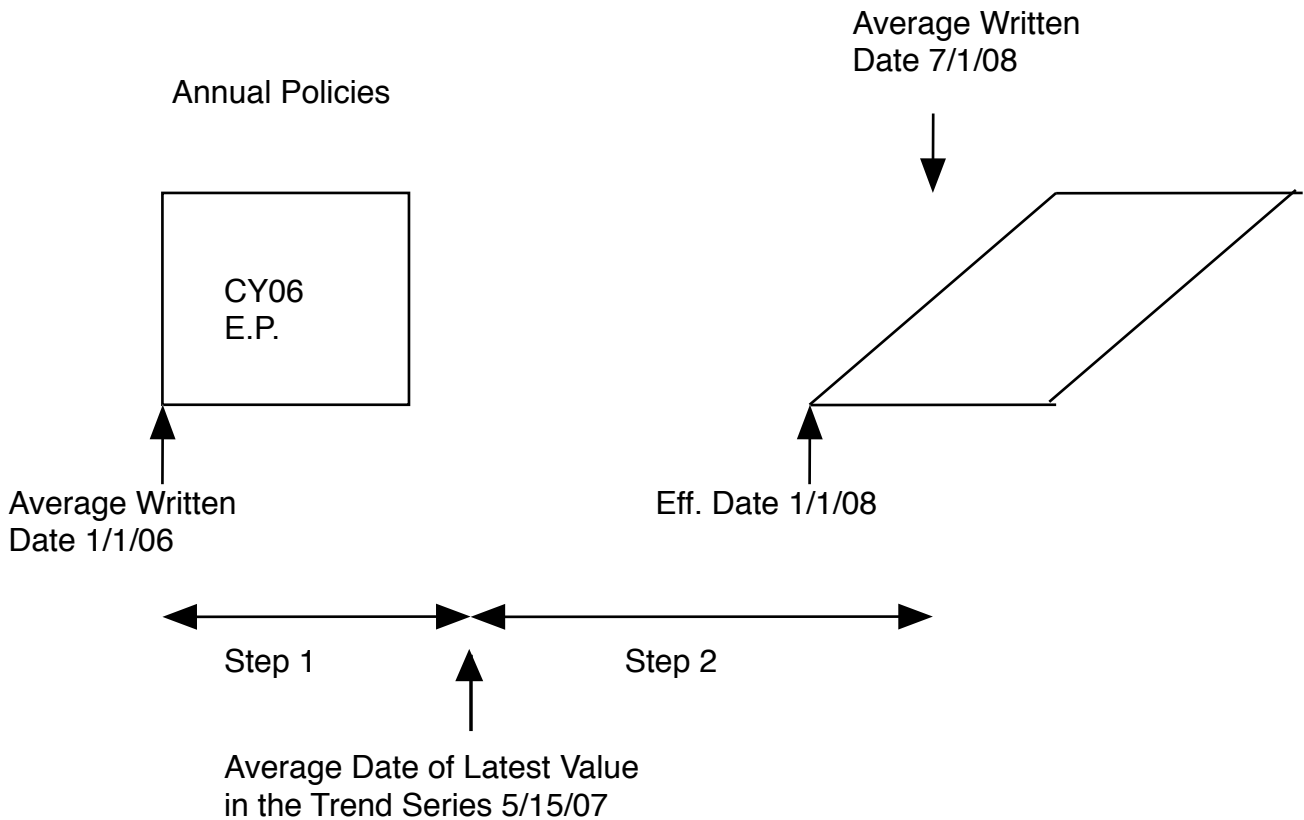 Average Written
Date 7/1/08
Annual Policies
CY06
E.P.
Average Written
Date 1/1/06
Eff. Date 1/1/08
Step 1
Step 2
Average Date of Latest Value
in the Trend Series 5/15/07